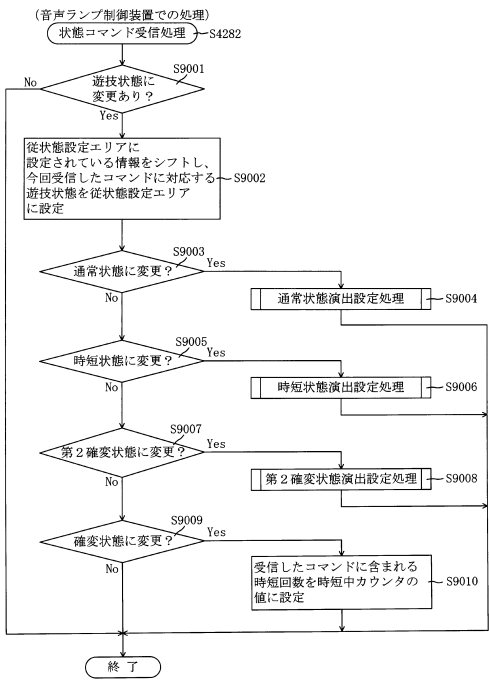 (音声ランプ制御装置での処理)
状態コマンド受信処理
S4282
S9001
No
遊技状態に
変更あり?
Yes
従状態設定エリアに
設定されている情報をシフトし、
今回受信したコマンドに対応する
遊技状態を従状態設定エリア
に設定
S9002
S9003
通常状態に変更?
Yes
No
通常状態演出設定処理
S9004
S9005
時短状態に変更?
Yes
No
時短状態演出設定処理
S9006
S9007
第2確変状態に変更?
Yes
No
第2確変状態演出設定処理
S9008
S9009
確変状態に変更?
Yes
No
受信したコマンドに含まれる
時短回数を時短中カウンタの
値に設定
S9010
終了